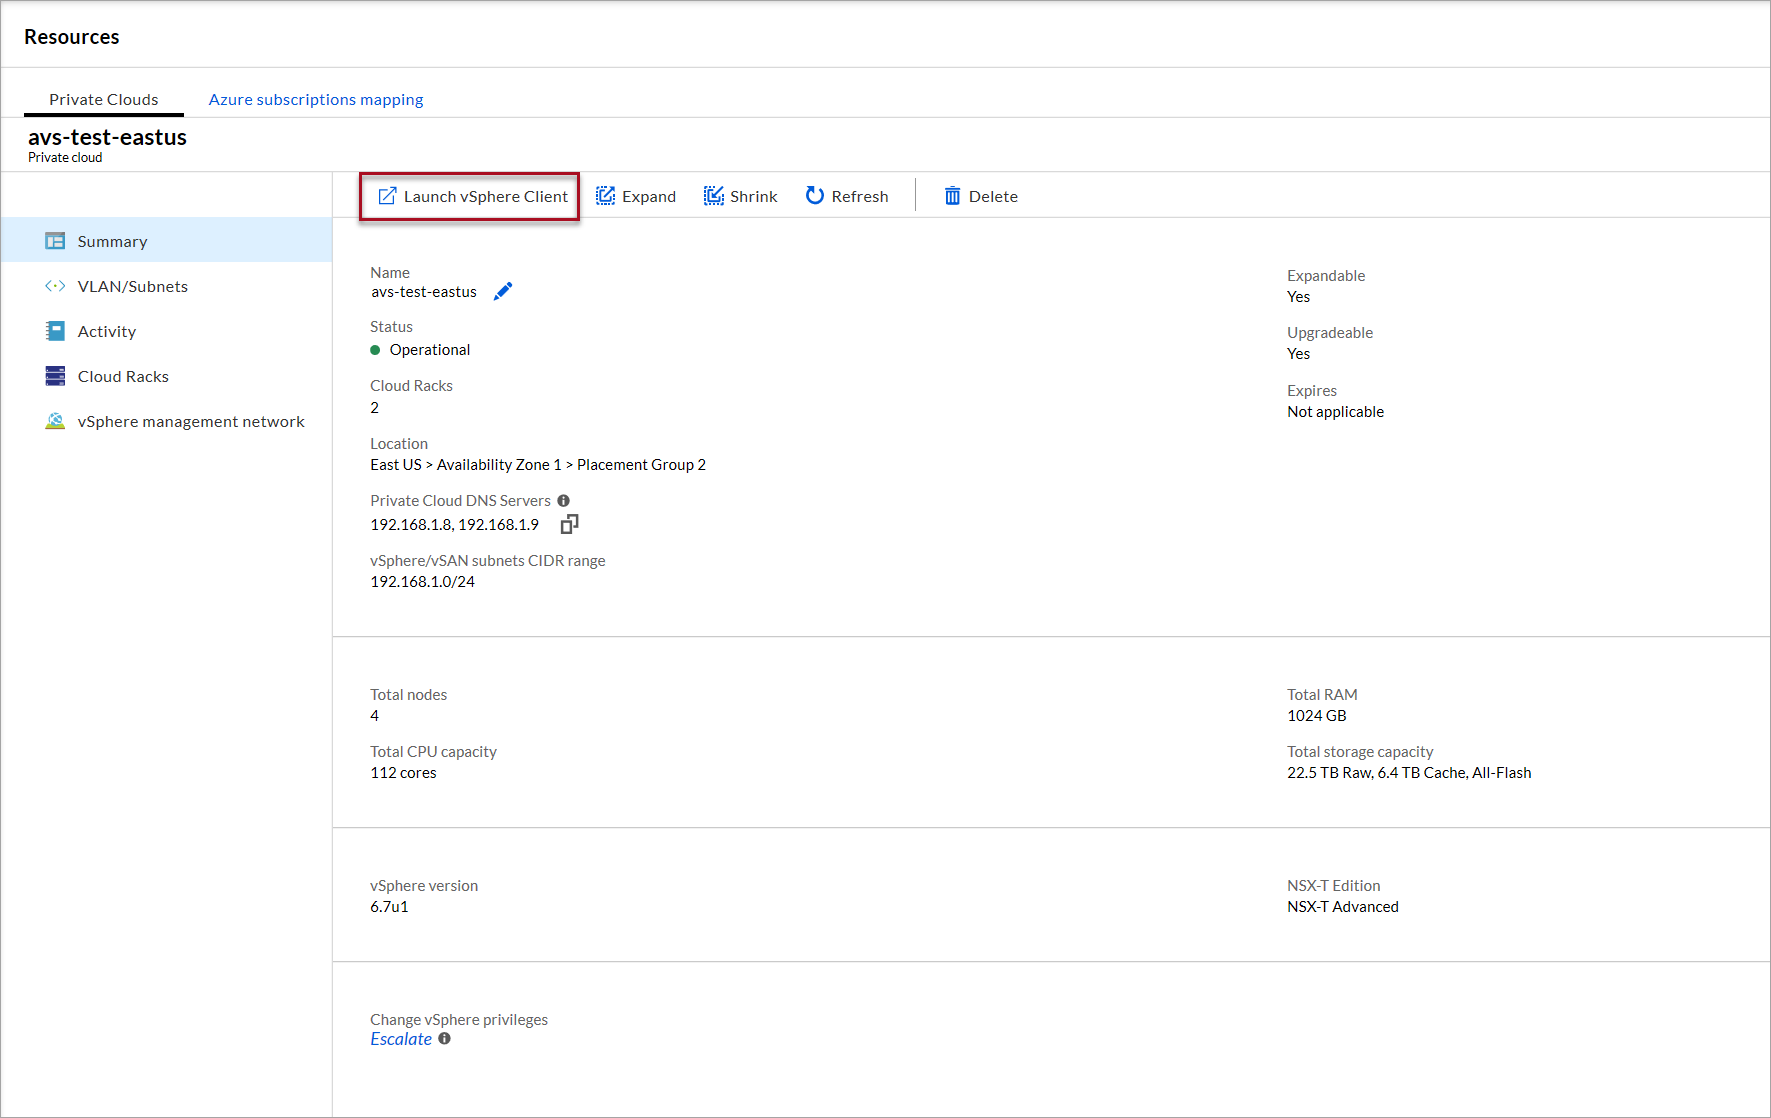 Resources
Private Clouds
Azure subscriptions mapping
avs-test-eastus
Private cloud
Launch vSphere Client
Expand
Shrink
Refresh
Delete
Summary
VLAN/Subnets
Activity
Cloud Racks
vSphere management network
Name
avs-test-eastus
Status
Operational
Cloud Racks
2
Location
East US > Availability Zone 1 > Placement Group 2
Private Cloud DNS Servers
192.168.1.8, 192.168.1.9
vSphere/vSAN subnets CIDR range
192.168.1.0/24
Expandable
Yes
Upgradeable
Yes
Expires
Not applicable
Total nodes
4
Total CPU capacity
112 cores
Total RAM
1024 GB
Total storage capacity
22.5 TB Raw, 6.4 TB Cache, All-Flash
vSphere version
6.7u1
NSX-T Edition
NSX-T Advanced
Change vSphere privileges
Escalate